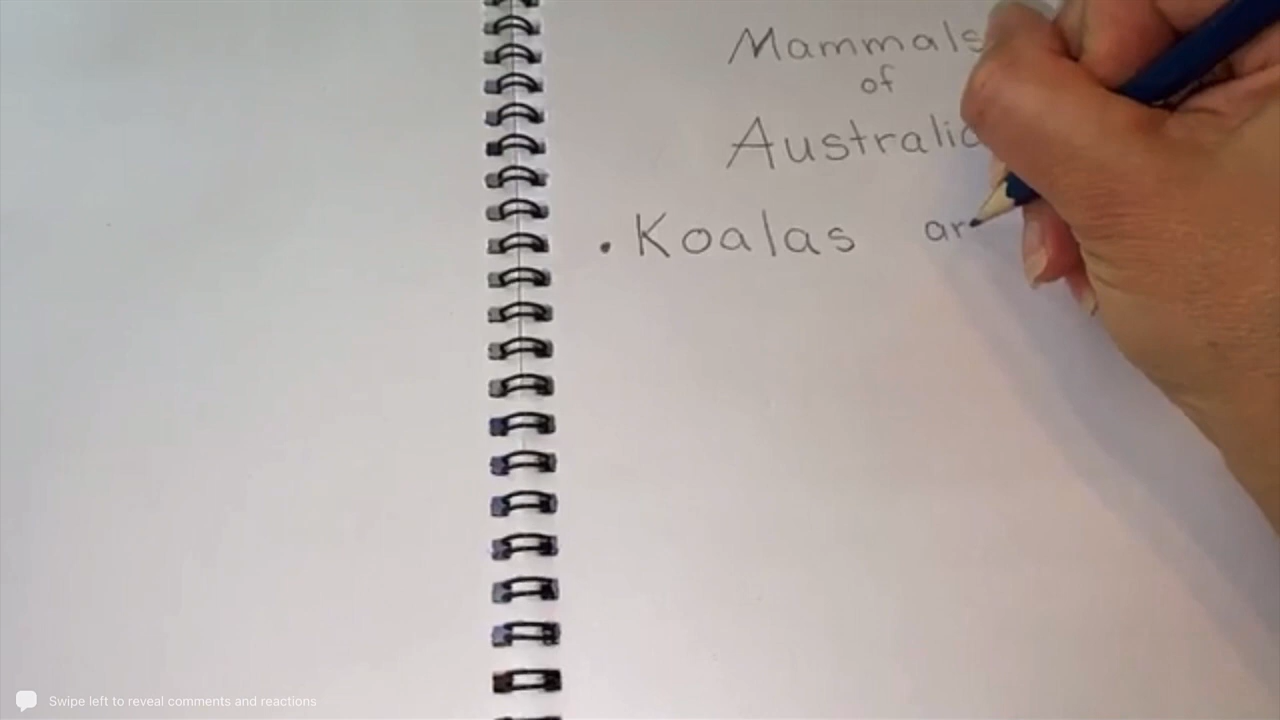 Mammals
of
Australia
. Koalas ar
Swipe left to reveal comments and reactions